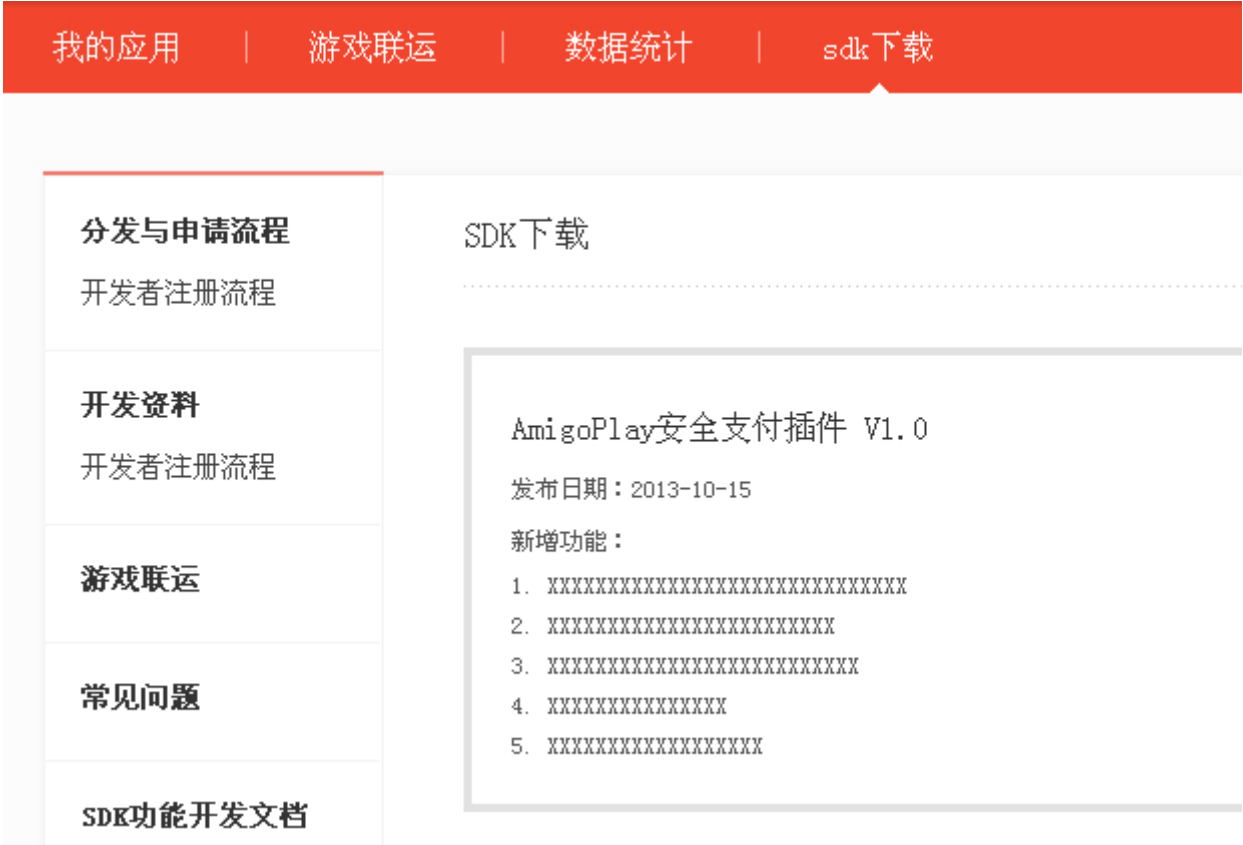 我的应用 | 游戏联运 | 数据统计 | sdk下载
分发与申请流程
开发者注册流程
开发资料
开发者注册流程
游戏联运
常见问题
SDK功能开发文档
SDK下载
AmigoPlay安全支付插件 V1.0
发布日期：2013-10-15
新增功能：
1. XXXXXXXXXXXXXXXXXXXXXXXXXXXXXX
2. XXXXXXXXXXXXXXXXXXXXXXXX
3. XXXXXXXXXXXXXXXXXXXXXXXXXX
4. XXXXXXXXXXXXXXX
5. XXXXXXXXXXXXXXXXXX